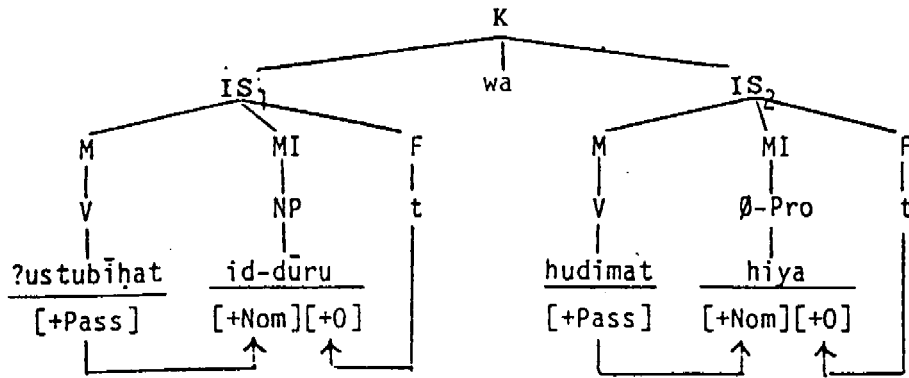 K
IS1 wa IS2
M MI F M MI F
V NP t V Ø-Pro t
?ustubīḥat id-dūru hudimat hiya
[+Pass] [+Nom][+O] [+Pass] [+Nom][+O]